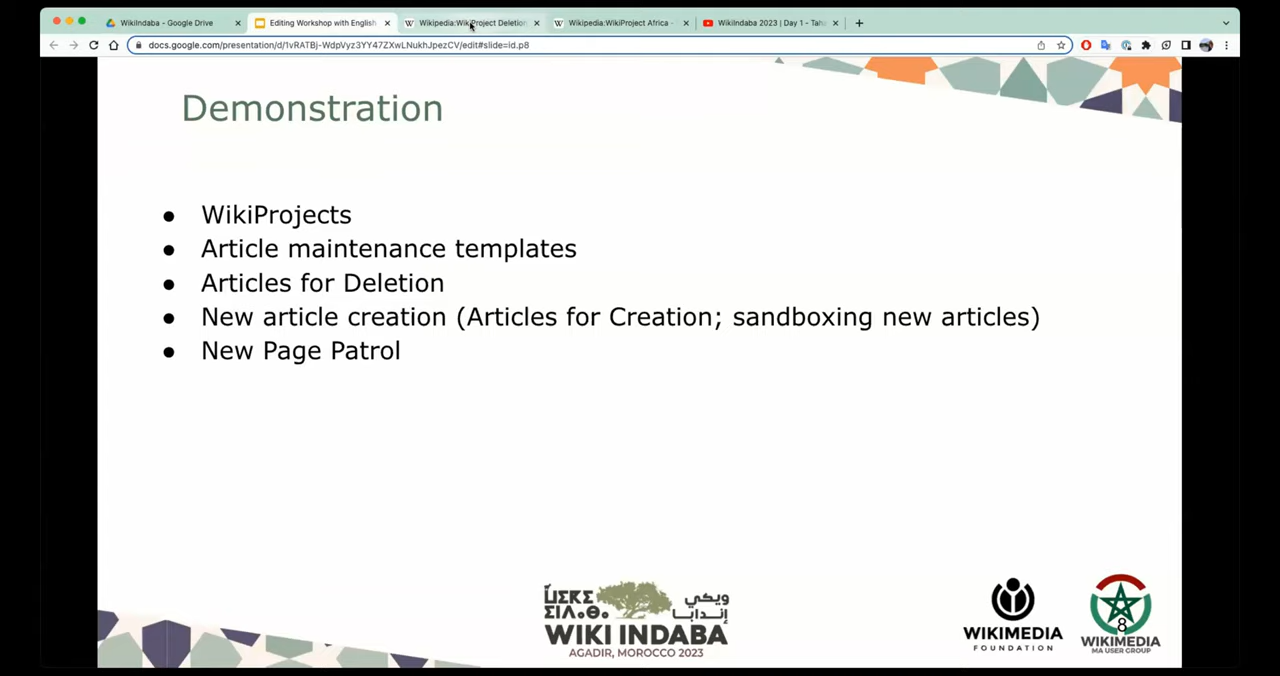 WikiIndaba - Google Drive
Editing Workshop with English
Wikipedia:WikiProject Deletion
Wikipedia:WikiProject Africa -
WikiIndaba 2023 | Day 1 - Taha
docs.google.com/presentation/d/1vRATBj-WdpVyz3YY47ZXwLNukhJpezCV/edit#slide=id.p8
Demonstration
● WikiProjects
● Article maintenance templates
● Articles for Deletion
● New article creation (Articles for Creation; sandboxing new articles)
● New Page Patrol
ويكي
إندابا
WIKI INDABA
AGADIR, MOROCCO 2023
WIKIMEDIA
FOUNDATION
8
WIKIMEDIA
MA USER GROUP